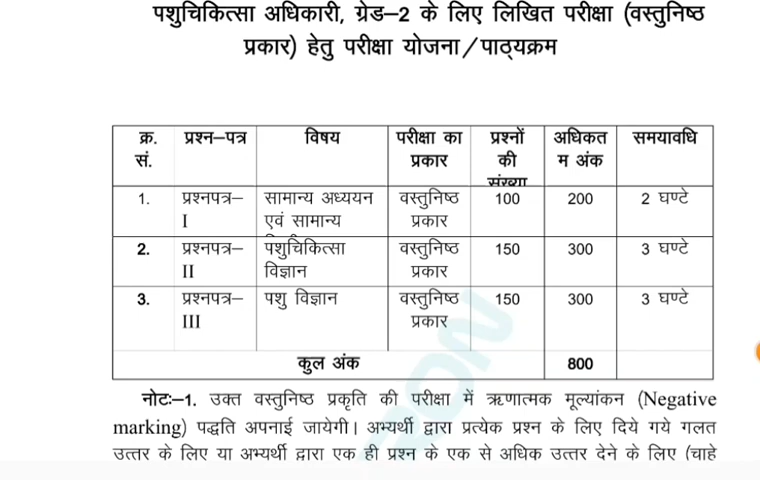 पशुचिकित्सा अधिकारी, ग्रेड–2 के लिए लिखित परीक्षा (वस्तुनिष्ठ
प्रकार) हेतु परीक्षा योजना/पाठ्यक्रम
क्र. सं. प्रश्न–पत्र विषय परीक्षा का प्रकार प्रश्नों की संख्या अधिकत म अंक समयावधि
1. प्रश्नपत्र– I सामान्य अध्ययन एवं सामान्य वस्तुनिष्ठ प्रकार 100 200 2 घण्टे
2. प्रश्नपत्र– II पशुचिकित्सा विज्ञान वस्तुनिष्ठ प्रकार 150 300 3 घण्टे
3. प्रश्नपत्र– III पशु विज्ञान वस्तुनिष्ठ प्रकार 150 300 3 घण्टे
कुल अंक 800
नोटः–1. उक्त वस्तुनिष्ठ प्रकृति की परीक्षा में ऋणात्मक मूल्यांकन (Negative
marking) पद्धति अपनाई जायेगी। अभ्यर्थी द्वारा प्रत्येक प्रश्न के लिए दिये गये गलत
उत्तर के लिए या अभ्यर्थी द्वारा एक ही प्रश्न के एक से अधिक उत्तर देने के लिए (चाहे